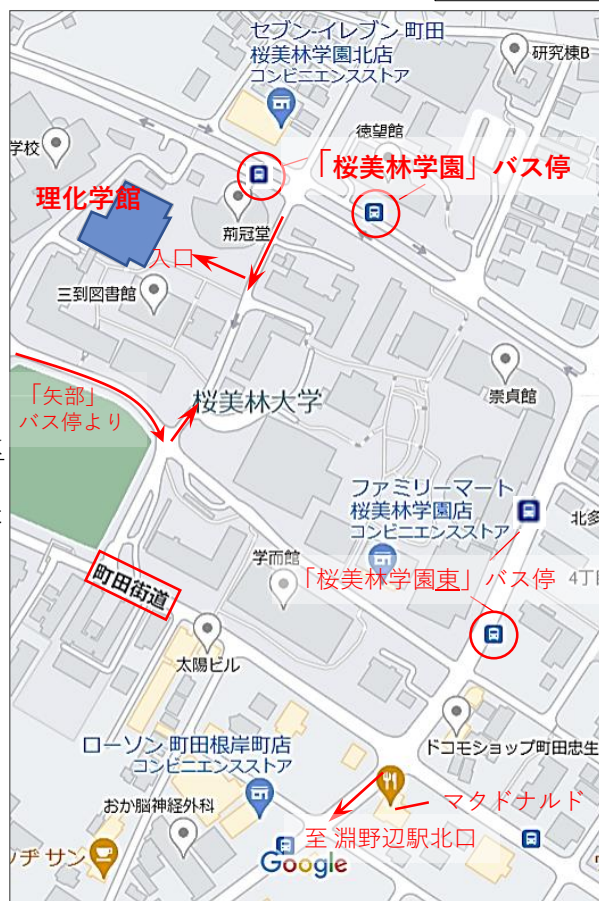 セブン-イレブン 町田
桜美林学園北店
コンビニエンスストア
研究棟B
徳望館
学校
「桜美林学園」バス停
理化学館
荊冠堂
入口
三到図書館
「矢部」
バス停より
桜美林大学
崇貞館
ファミリーマート
桜美林学園店
コンビニエンスストア
北多
学而館
「桜美林学園東」バス停
4丁目
町田街道
太陽ビル
ローソン 町田根岸町店
コンビニエンスストア
ドコモショップ町田忠生
おか脳神経外科
マクドナルド
至 淵野辺駅北口
ッヂ サン
Google